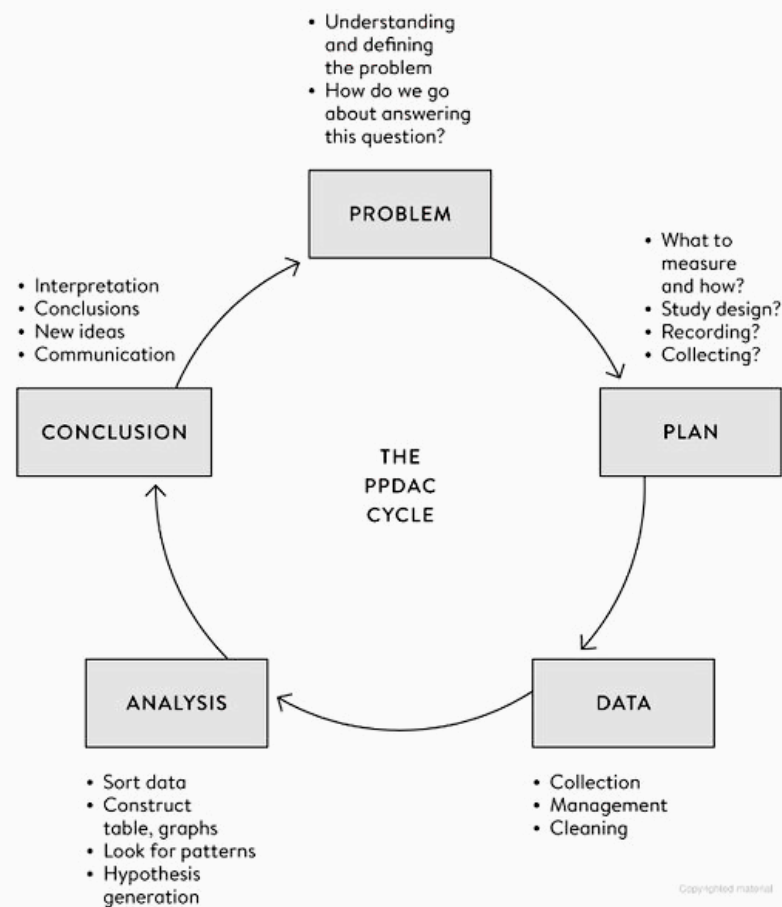 • Understanding
and defining
the problem
• How do we go
about answering
this question?
PROBLEM
• What to
measure
and how?
• Study design?
• Recording?
• Collecting?
PLAN
• Interpretation
• Conclusions
• New ideas
• Communication
CONCLUSION
THE
PPDAC
CYCLE
DATA
• Collection
• Management
• Cleaning
ANALYSIS
• Sort data
• Construct
table, graphs
• Look for patterns
• Hypothesis
generation
Copyrighted material